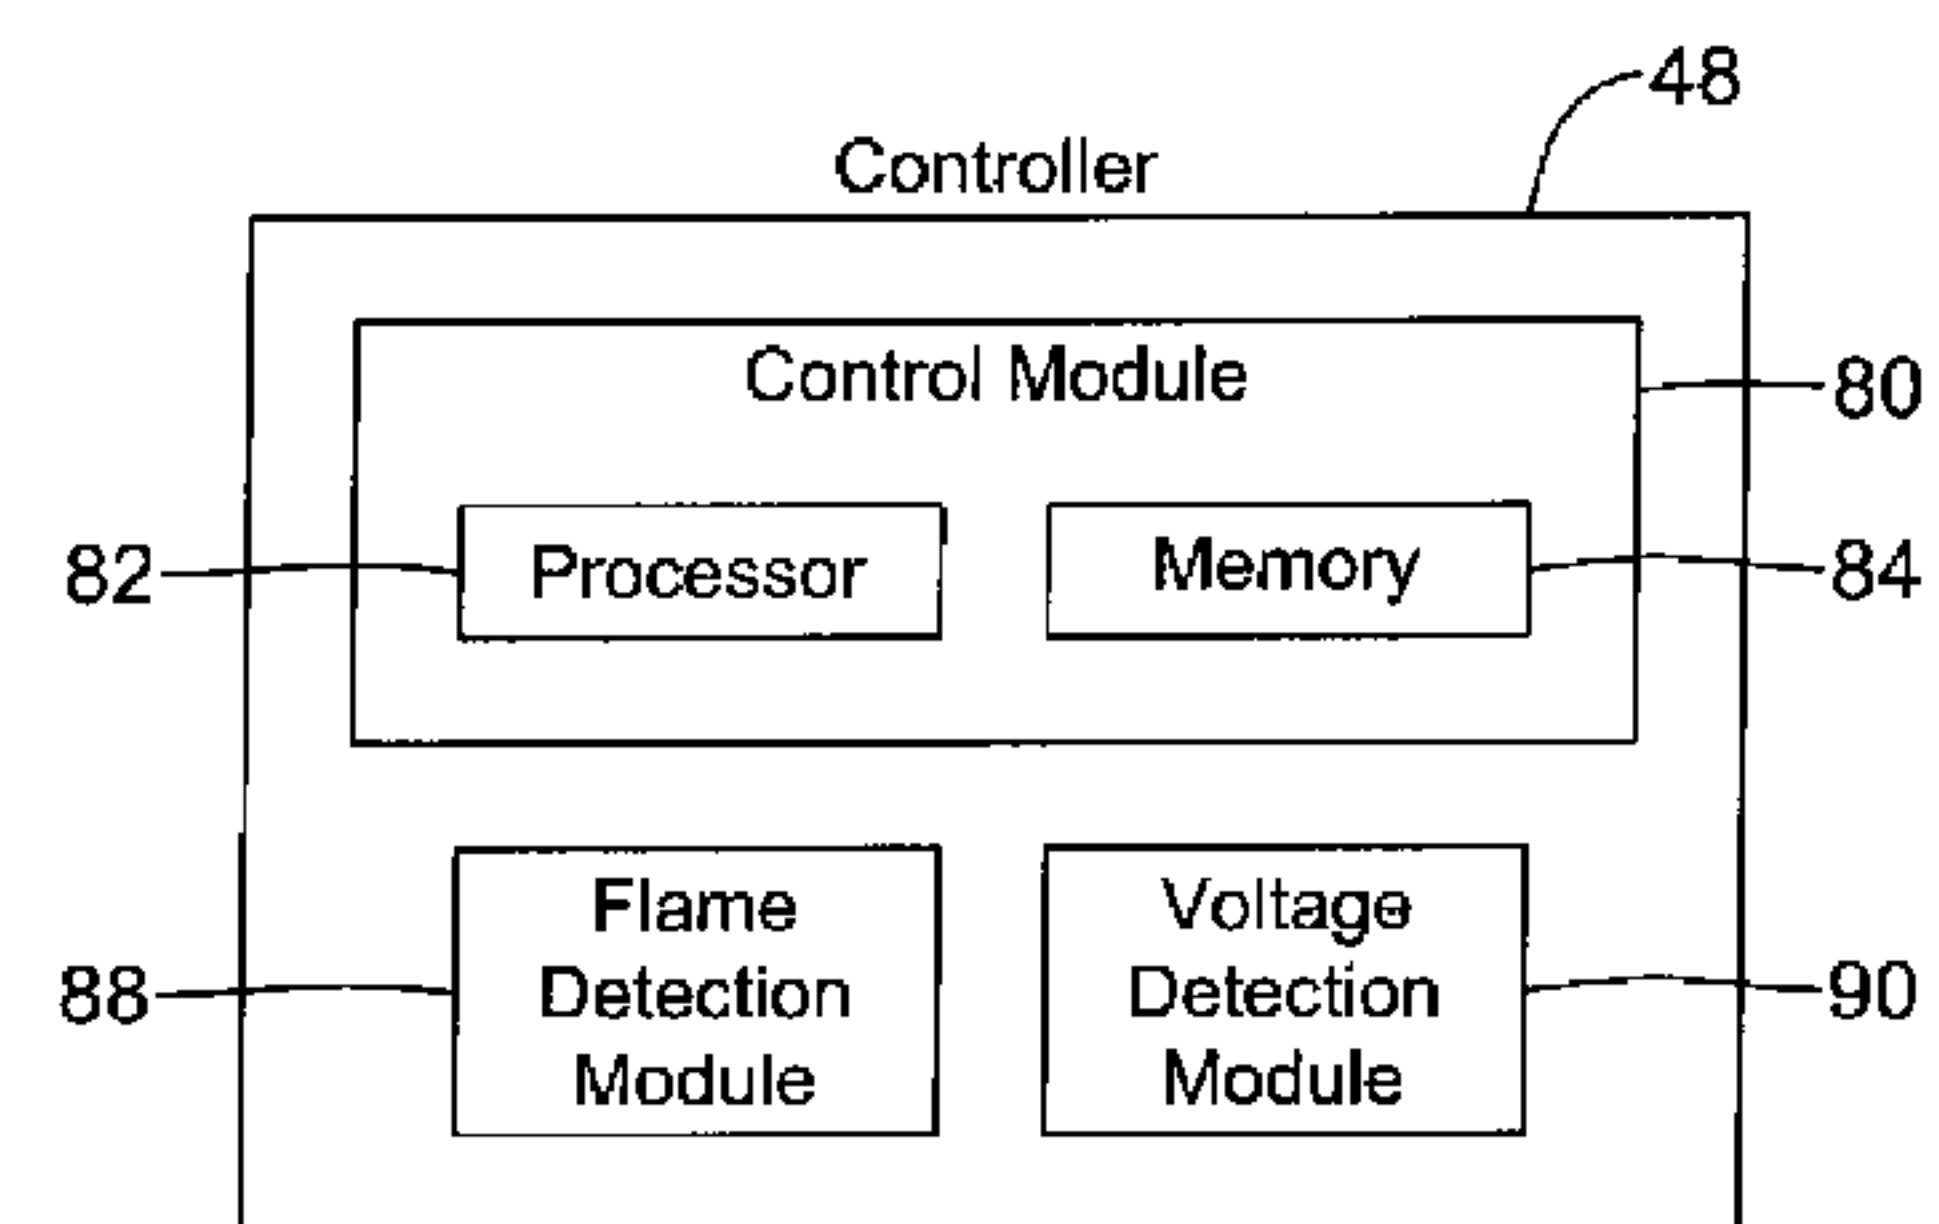 48
Controller
Control Module
80
82
Processor
Memory
84
Flame
Detection
Module
88
Voltage
Detection
Module
90